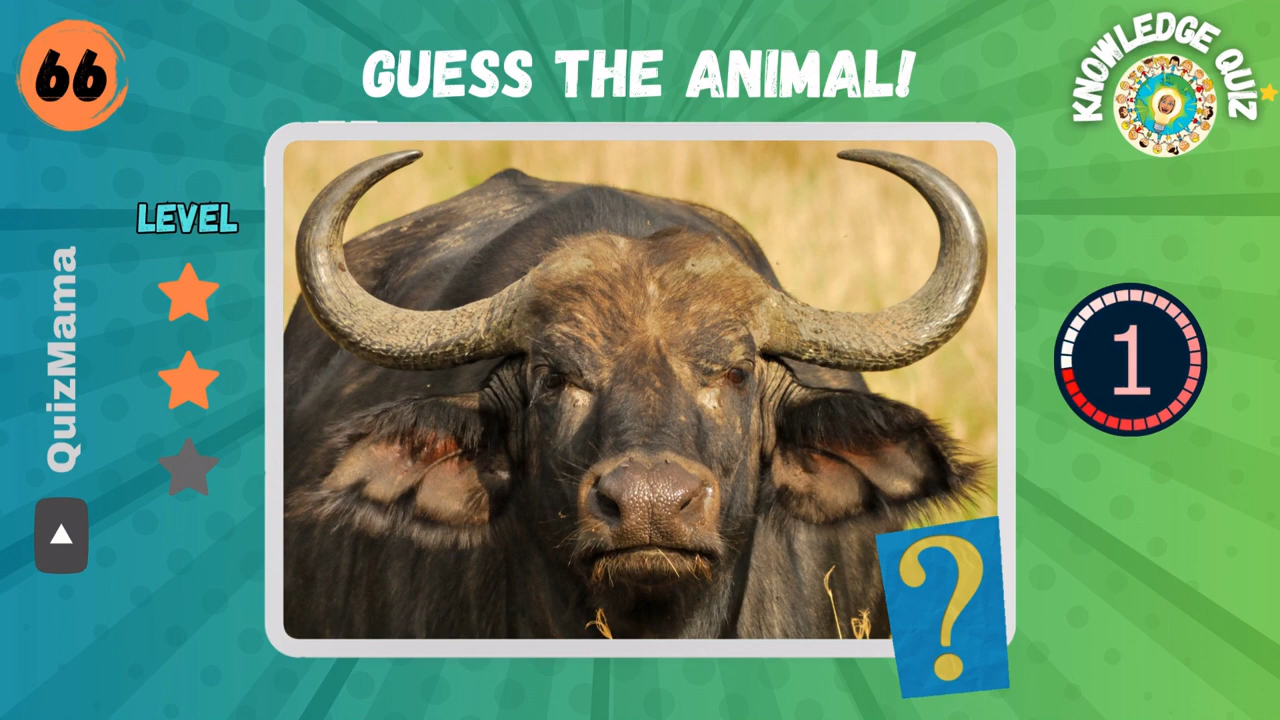 66
GUESS THE ANIMAL!
KNOWLEDGE QUIZ
LEVEL
QuizMama
1
?